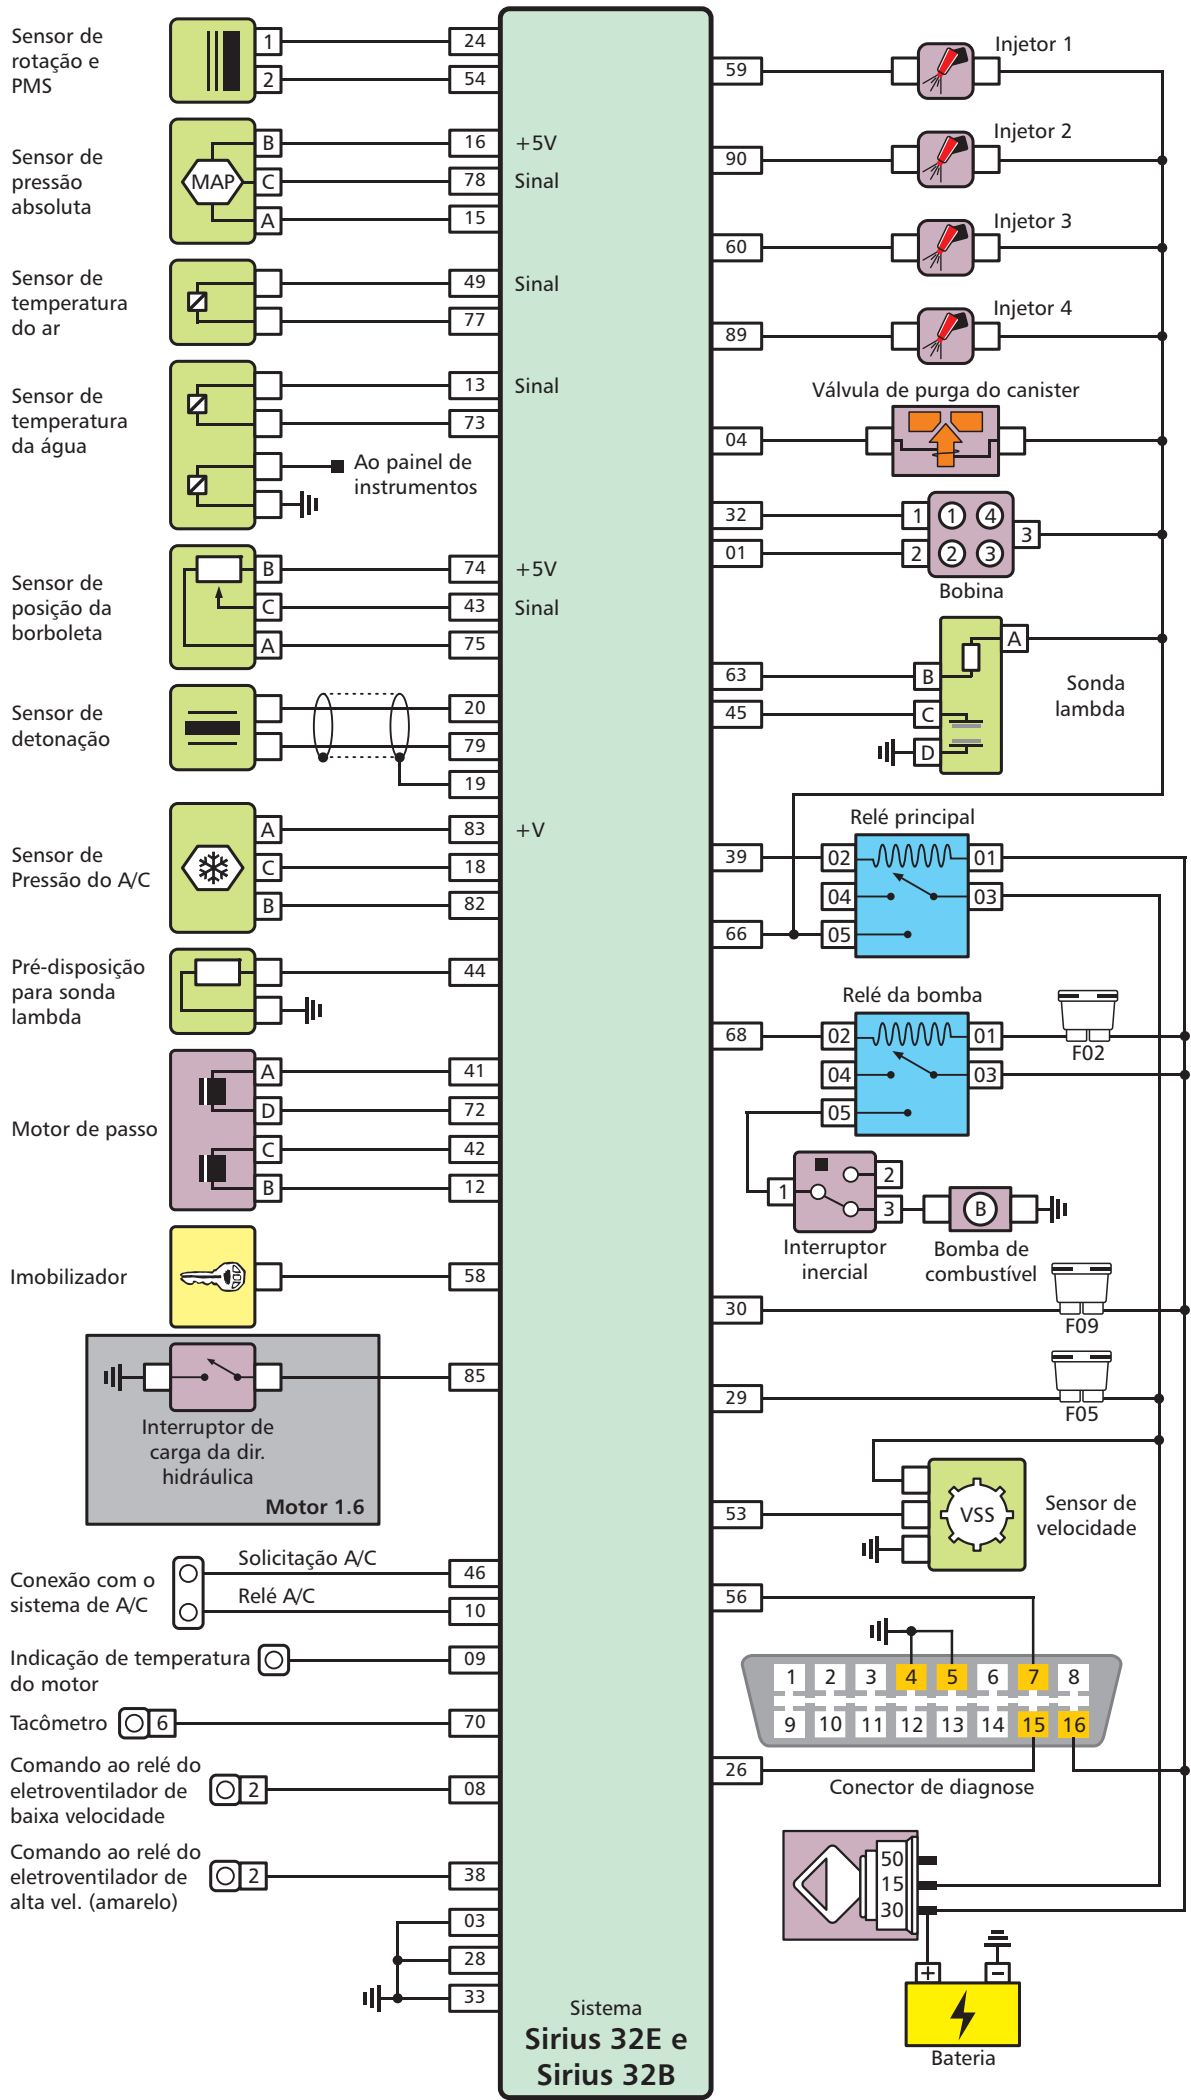 Sensor de
rotação e
PMS
1
24
2
54
Sensor de
pressão
absoluta
MAP
B
16
+5V
C
78
Sinal
A
15
Sensor de
temperatura
do ar
49
Sinal
77
Sensor de
temperatura
da água
13
Sinal
73
Ao painel de
instrumentos
Sensor de
posição da
borboleta
B
74
+5V
C
43
Sinal
A
75
Sensor de
detonação
20
79
19
Sensor de
Pressão do A/C
A
83
+V
C
18
B
82
Pré-disposição
para sonda
lambda
44
Motor de passo
A
41
D
72
C
42
B
12
Imobilizador
58
85
Interruptor de
carga da dir.
hidráulica
Motor 1.6
Conexão com o
sistema de A/C
Solicitação A/C
46
Relé A/C
10
Indicação de temperatura
do motor
09
Tacômetro
6
70
Comando ao relé do
eletroventilador de
baixa velocidade
2
08
Comando ao relé do
eletroventilador de
alta vel. (amarelo)
2
38
03
28
33
Sistema
Sirius 32E e
Sirius 32B
59
Injetor 1
90
Injetor 2
60
Injetor 3
89
Injetor 4
Válvula de purga do canister
04
32
1
1
4
3
01
2
2
3
Bobina
A
63
B
45
C
D
Sonda
lambda
Relé principal
39
02
01
04
03
66
05
Relé da bomba
68
02
01
F02
04
03
05
1
2
3
B
Interruptor
inercial
Bomba de
combustível
30
F09
29
F05
53
VSS
Sensor de
velocidade
56
1 2 3 4 5 6 7 8
9 10 11 12 13 14 15 16
26
Conector de diagnose
50
15
30
+
−
Bateria